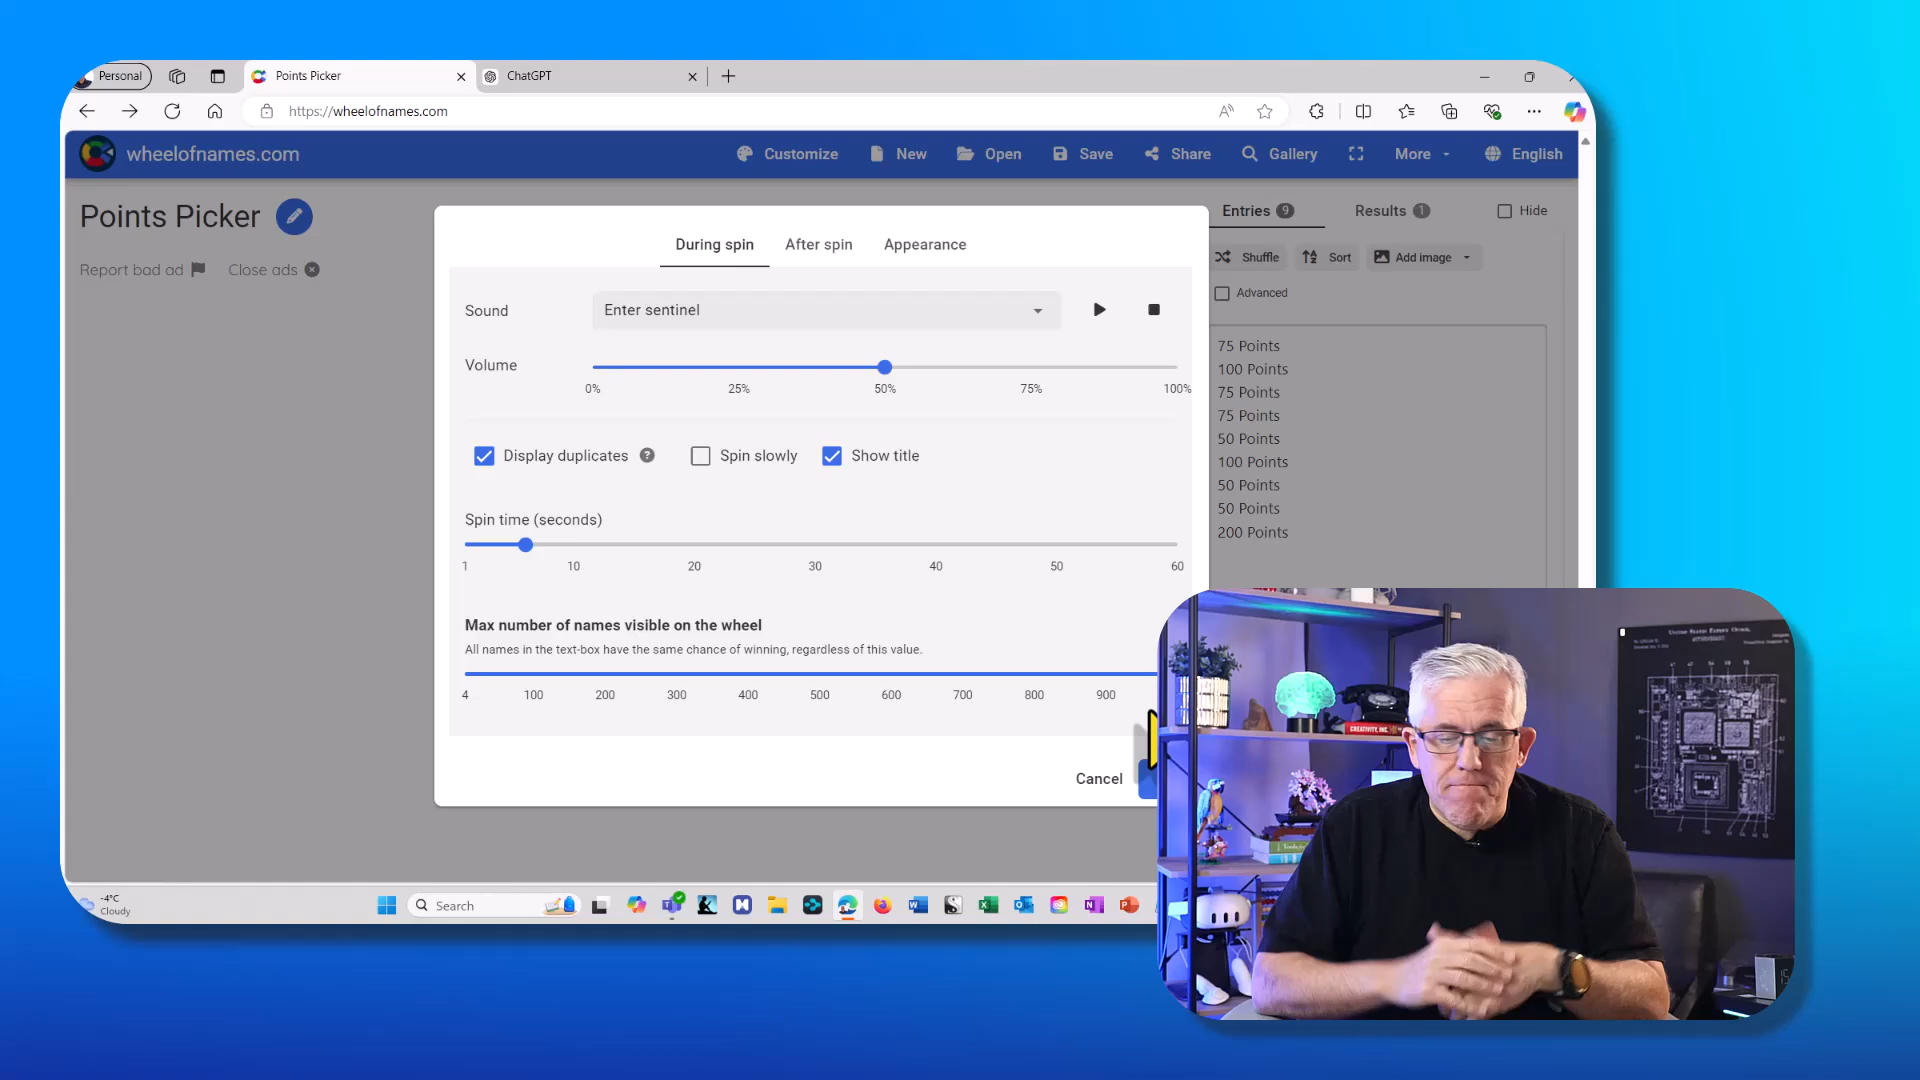 Personal
Points Picker
ChatGPT
https://wheelofnames.com
wheelofnames.com
Customize
New
Open
Save
Share
Gallery
More
English
Points Picker
Report bad ad
Close ads
During spin
After spin
Appearance
Sound
Enter sentinel
Volume
0%
25%
50%
75%
100%
Display duplicates
Spin slowly
Show title
Spin time (seconds)
1
10
20
30
40
50
60
Max number of names visible on the wheel
All names in the text-box have the same chance of winning, regardless of this value.
4
100
200
300
400
500
600
700
800
900
Cancel
Entries 9
Results 1
Hide
Shuffle
Sort
Add image
Advanced
75 Points
100 Points
75 Points
75 Points
50 Points
100 Points
50 Points
50 Points
200 Points
CREATIVITY, INC.
United States Patent Office
-4°C
Cloudy
Search